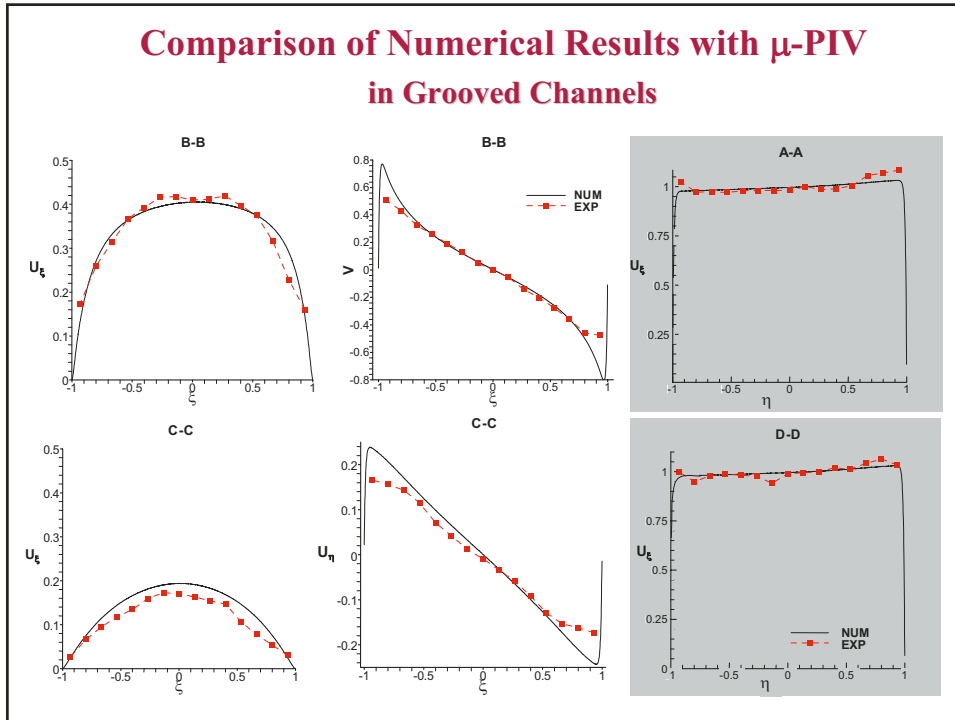 Comparison of Numerical Results with μ-PIV
in Grooved Channels
B-B
0.5
0.4
0.3
0.2
0.1
0
Uξ
-1
-0.5
0
0.5
1
ξ
B-B
0.8
0.6
0.4
0.2
0
-0.2
-0.4
-0.6
-0.8
V
NUM
EXP
-1
-0.5
0
0.5
1
ξ
A-A
1
0.75
0.5
0.25
Uξ
-1
-0.5
0
0.5
1
η
C-C
0.5
0.4
0.3
0.2
0.1
0
Uξ
-1
-0.5
0
0.5
1
ξ
C-C
0.2
0.1
0
-0.1
-0.2
Uη
-1
-0.5
0
0.5
1
ξ
D-D
1
0.75
0.5
0.25
0
Uξ
NUM
EXP
-1
-0.5
0
0.5
1
η